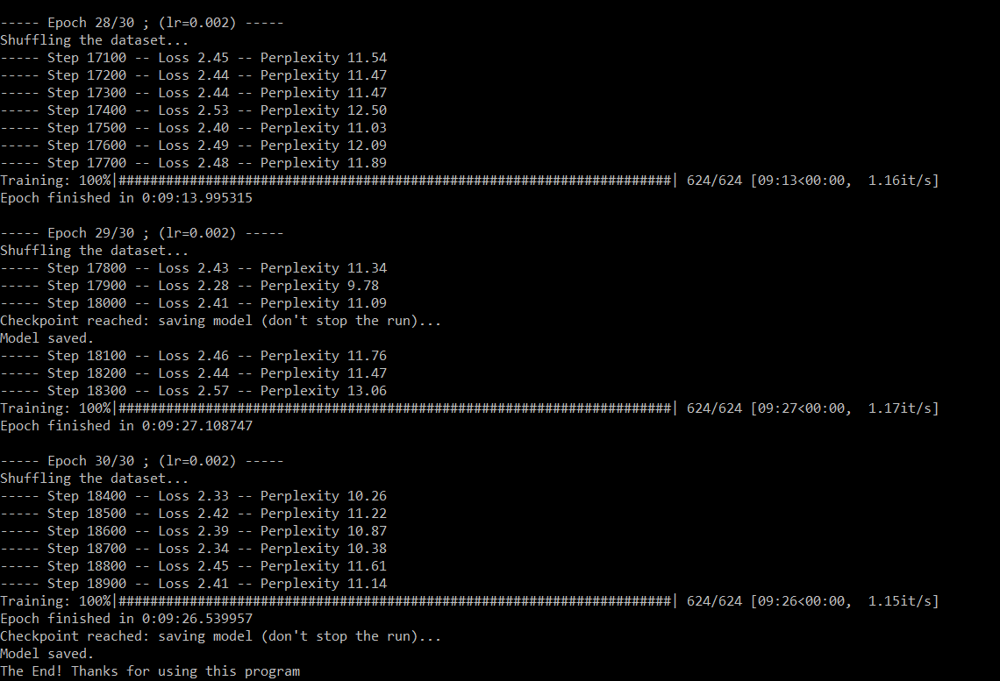 ----- Epoch 28/30 ; (lr=0.002) -----
Shuffling the dataset...
----- Step 17100 -- Loss 2.45 -- Perplexity 11.54
----- Step 17200 -- Loss 2.44 -- Perplexity 11.47
----- Step 17300 -- Loss 2.44 -- Perplexity 11.47
----- Step 17400 -- Loss 2.53 -- Perplexity 12.50
----- Step 17500 -- Loss 2.40 -- Perplexity 11.03
----- Step 17600 -- Loss 2.49 -- Perplexity 12.09
----- Step 17700 -- Loss 2.48 -- Perplexity 11.89
Training: 100%|######################################################################| 624/624 [09:13<00:00,  1.16it/s]
Epoch finished in 0:09:13.995315

----- Epoch 29/30 ; (lr=0.002) -----
Shuffling the dataset...
----- Step 17800 -- Loss 2.43 -- Perplexity 11.34
----- Step 17900 -- Loss 2.28 -- Perplexity 9.78
----- Step 18000 -- Loss 2.41 -- Perplexity 11.09
Checkpoint reached: saving model (don't stop the run)...
Model saved.
----- Step 18100 -- Loss 2.46 -- Perplexity 11.76
----- Step 18200 -- Loss 2.44 -- Perplexity 11.47
----- Step 18300 -- Loss 2.57 -- Perplexity 13.06
Training: 100%|######################################################################| 624/624 [09:27<00:00,  1.17it/s]
Epoch finished in 0:09:27.108747

----- Epoch 30/30 ; (lr=0.002) -----
Shuffling the dataset...
----- Step 18400 -- Loss 2.33 -- Perplexity 10.26
----- Step 18500 -- Loss 2.42 -- Perplexity 11.22
----- Step 18600 -- Loss 2.39 -- Perplexity 10.87
----- Step 18700 -- Loss 2.34 -- Perplexity 10.38
----- Step 18800 -- Loss 2.45 -- Perplexity 11.61
----- Step 18900 -- Loss 2.41 -- Perplexity 11.14
Training: 100%|######################################################################| 624/624 [09:26<00:00,  1.15it/s]
Epoch finished in 0:09:26.539957
Checkpoint reached: saving model (don't stop the run)...
Model saved.
The End! Thanks for using this program